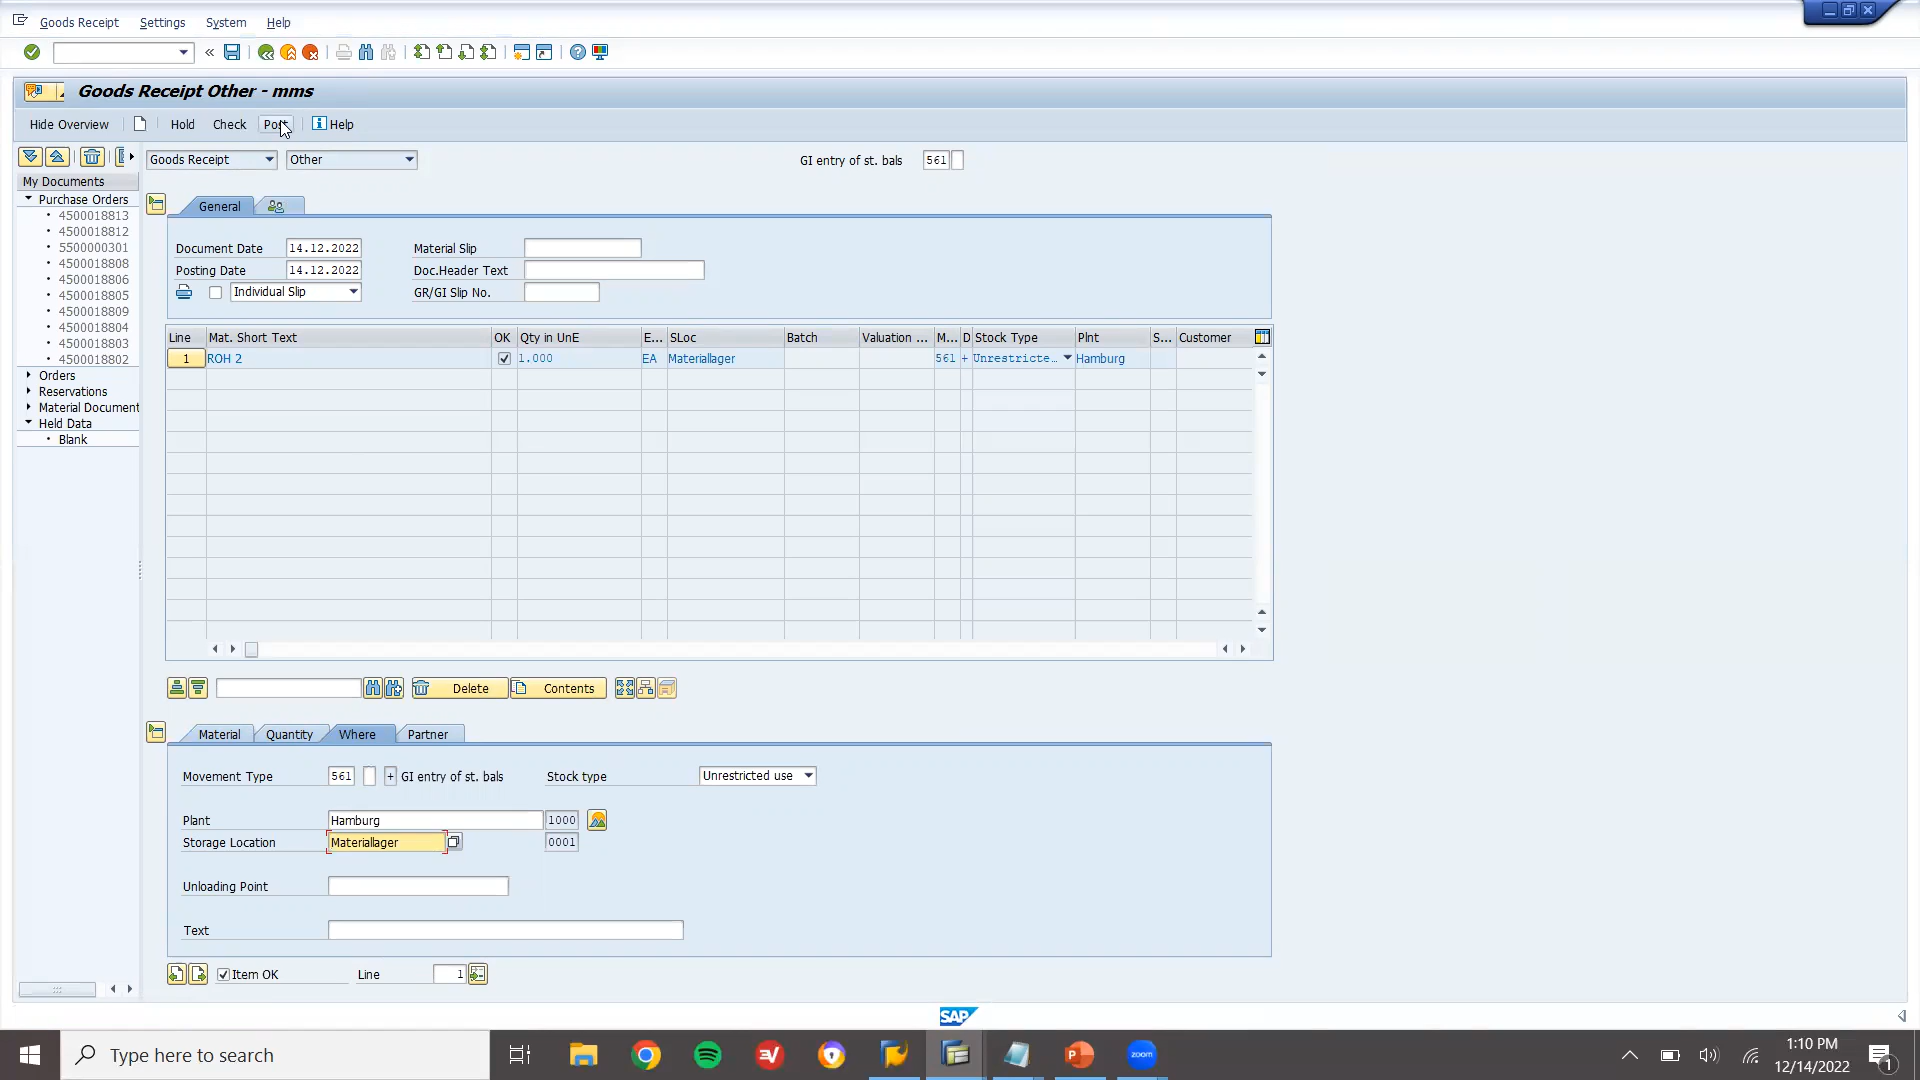 Goods Receipt Settings System Help
Goods Receipt Other - mms
Hide Overview Hold Check Post Help
Goods Receipt Other GI entry of st. bals 561
My Documents
Purchase Orders
4500018813
4500018812
5500000301
4500018808
4500018806
4500018805
4500018809
4500018804
4500018803
4500018802
Orders
Reservations
Material Document
Held Data
Blank
General
Document Date 14.12.2022 Material Slip
Posting Date 14.12.2022 Doc.Header Text
Individual Slip GR/GI Slip No.
Line Mat. Short Text OK Qty in UnE E... SLoc Batch Valuation ... M... D Stock Type Plnt S... Customer
1 ROH 2 1.000 EA Materiallager 561 + Unrestricte... Hamburg
Delete Contents
Material Quantity Where Partner
Movement Type 561 + GI entry of st. bals Stock type Unrestricted use
Plant Hamburg 1000
Storage Location Materiallager 0001
Unloading Point
Text
Item OK Line 1
SAP
Type here to search
zoom
1:10 PM
12/14/2022
1